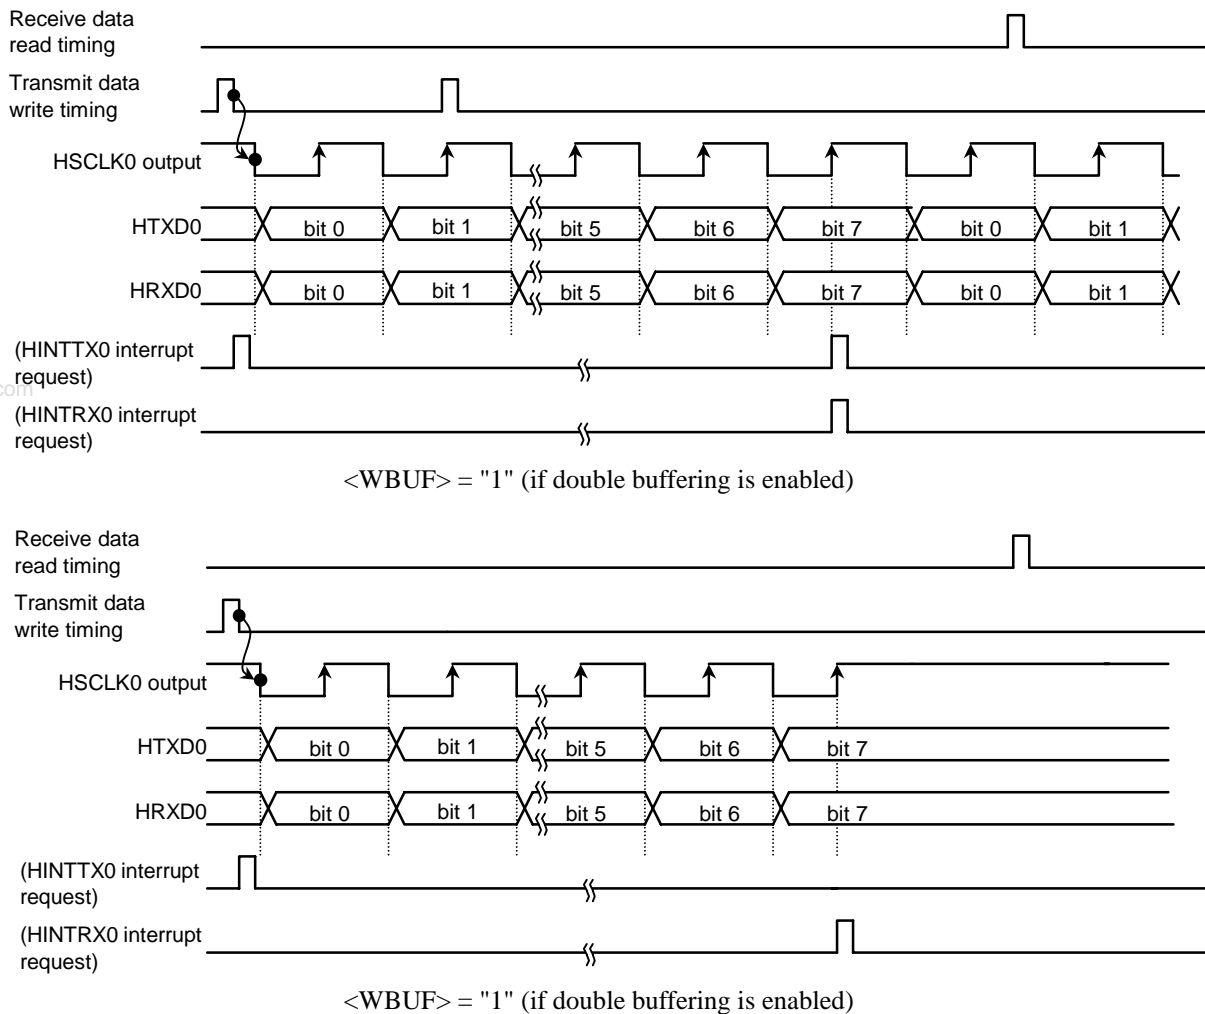 Receive data
read timing
Transmit data
write timing
HSCLK0 output
HTXD0 bit 0 bit 1 bit 5 bit 6 bit 7 bit 0 bit 1
HRXD0 bit 0 bit 1 bit 5 bit 6 bit 7 bit 0 bit 1
(HINTTX0 interrupt
request)
com
(HINTRX0 interrupt
request)
<WBUF> = "1" (if double buffering is enabled)
Receive data
read timing
Transmit data
write timing
HSCLK0 output
HTXD0 bit 0 bit 1 bit 5 bit 6 bit 7
HRXD0 bit 0 bit 1 bit 5 bit 6 bit 7
(HINTTX0 interrupt
request)
(HINTRX0 interrupt
request)
<WBUF> = "1" (if double buffering is enabled)